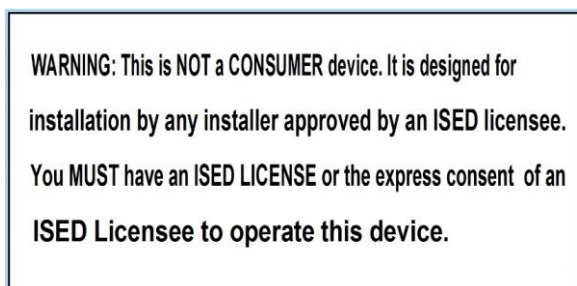 WARNING: This is NOT a CONSUMER device. It is designed for
installation by any installer approved by an ISED licensee.
You MUST have an ISED LICENSE or the express consent of an
ISED Licensee to operate this device.